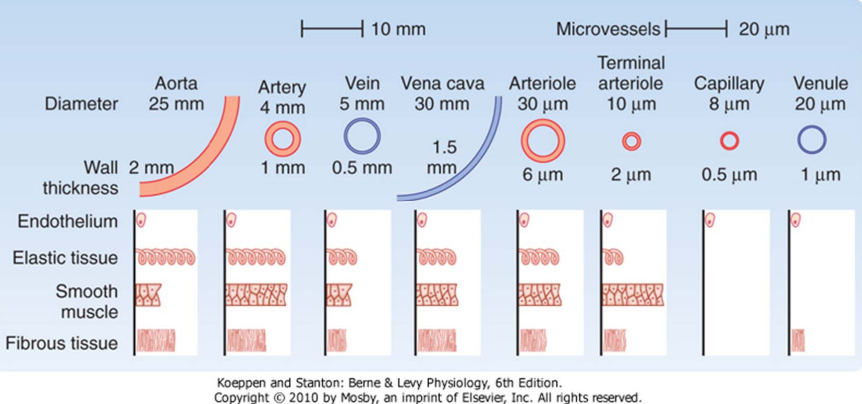 10 mm
Microvessels 20 µm
Aorta
25 mm
Artery
4 mm
Vein
5 mm
Vena cava
30 mm
Arteriole
30 µm
Terminal
arteriole
10 µm
Capillary
8 µm
Venule
20 µm
Diameter
Wall
thickness
2 mm
1 mm
0.5 mm
1.5
mm
6 µm
2 µm
0.5 µm
1 µm
Endothelium
Elastic tissue
Smooth
muscle
Fibrous tissue
Koeppen and Stanton: Berne & Levy Physiology, 6th Edition.
Copyright © 2010 by Mosby, an imprint of Elsevier, Inc. All rights reserved.